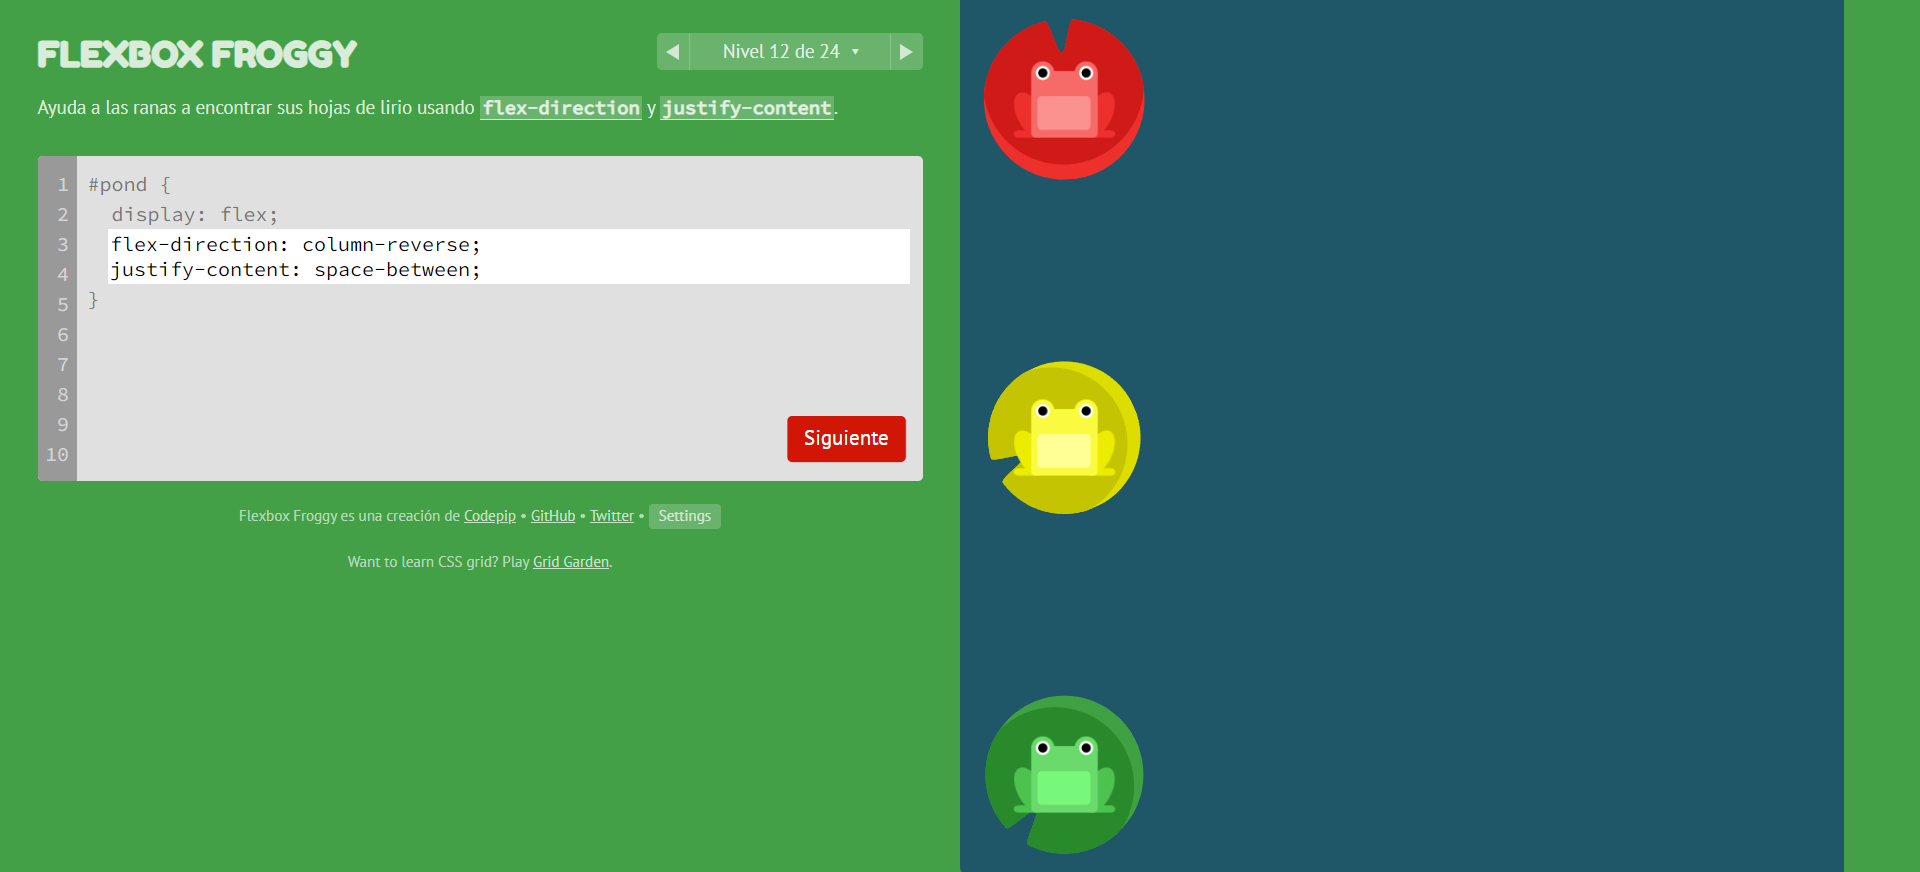 FLEXBOX FROGGY
◀ Nivel 12 de 24 ▾ ▶
Ayuda a las ranas a encontrar sus hojas de lirio usando flex-direction y justify-content.
1 #pond {
2 display: flex;
3 flex-direction: column-reverse;
4 justify-content: space-between;
5 }
6
7
8
9
10
Siguiente
Flexbox Froggy es una creación de Codepip • GitHub • Twitter • Settings
Want to learn CSS grid? Play Grid Garden.